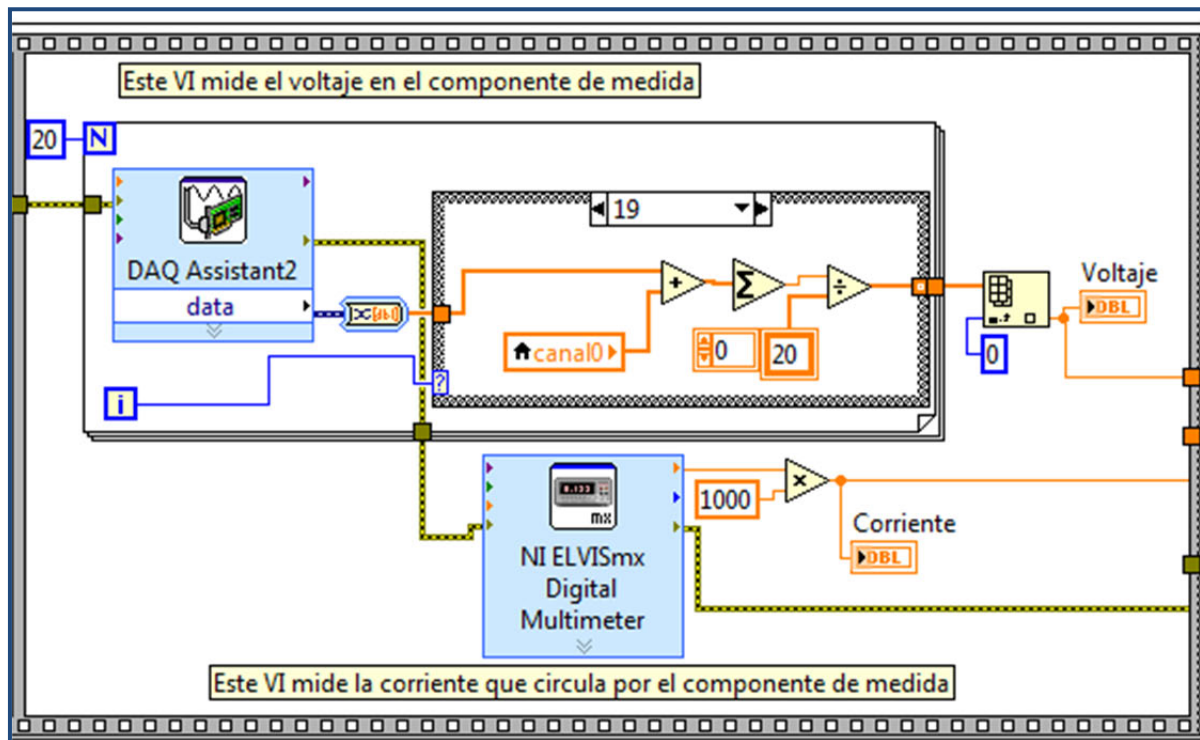 Este VI mide el voltaje en el componente de medida
20
N
19
DAQ Assistant2
data
canal0
0
20
Voltaje
DBL
0
i
?
1000
mx
Corriente
DBL
NI ELVISmx
Digital
Multimeter
Este VI mide la corriente que circula por el componente de medida